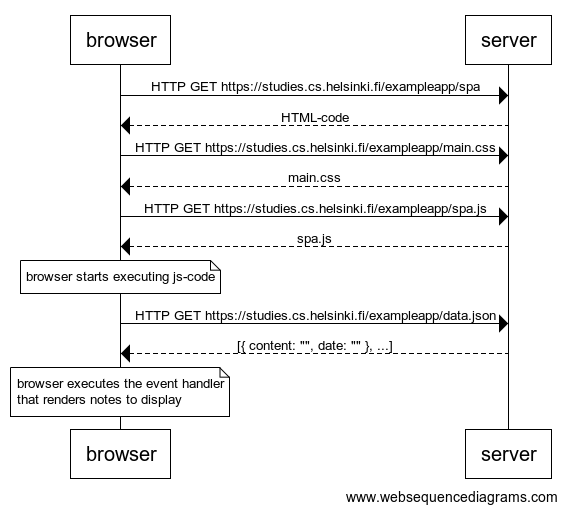 browser
server
HTTP GET https://studies.cs.helsinki.fi/exampleapp/spa
HTML-code
HTTP GET https://studies.cs.helsinki.fi/exampleapp/main.css
main.css
HTTP GET https://studies.cs.helsinki.fi/exampleapp/spa.js
spa.js
browser starts executing js-code
HTTP GET https://studies.cs.helsinki.fi/exampleapp/data.json
[{ content: "", date: "" }, ...]
browser executes the event handler
that renders notes to display
browser
server
www.websequencediagrams.com